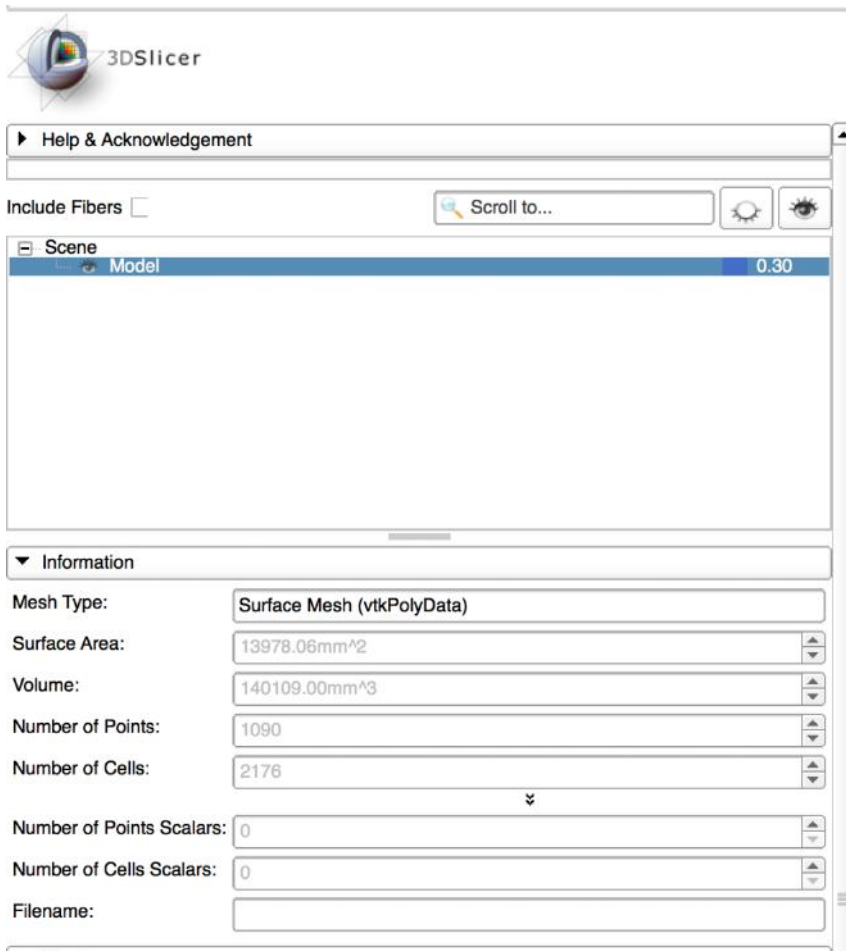 3DSlicer
Help & Acknowledgement
Include Fibers Scroll to...
Scene
Model 0.30
Information
Mesh Type: Surface Mesh (vtkPolyData)
Surface Area: 13978.06mm^2
Volume: 140109.00mm^3
Number of Points: 1090
Number of Cells: 2176
Number of Points Scalars: 0
Number of Cells Scalars: 0
Filename: